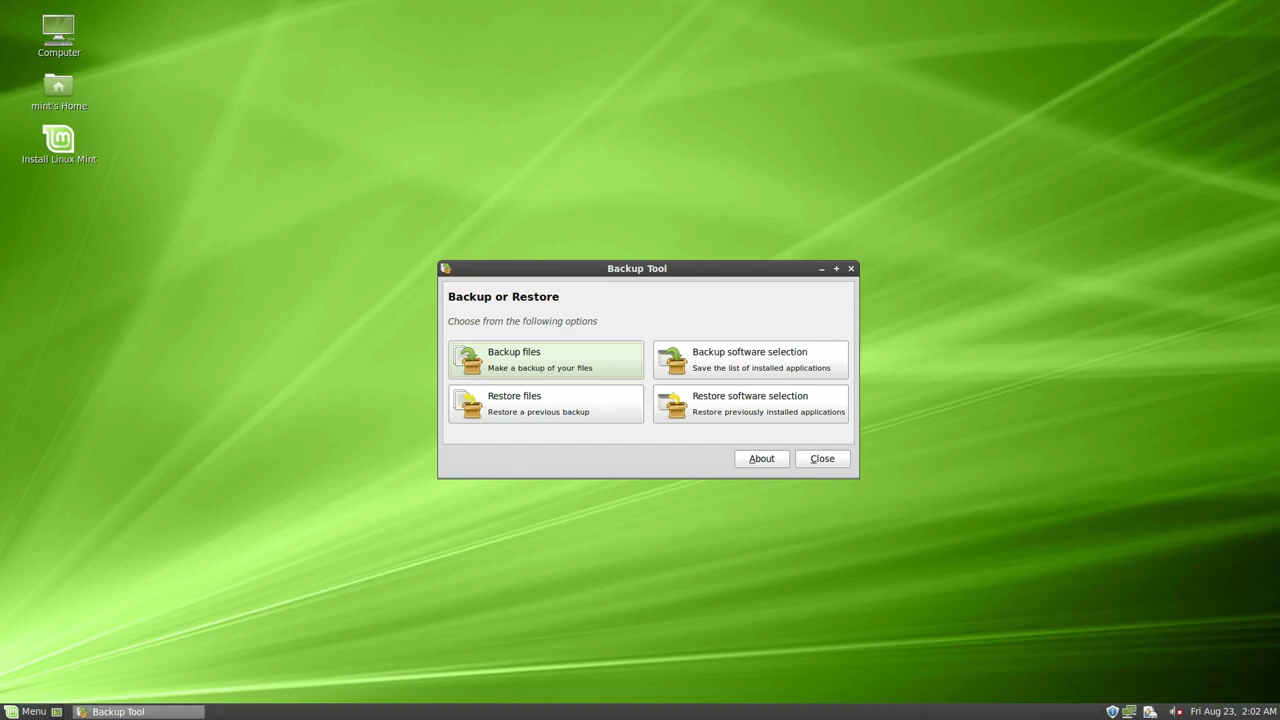 Computer
mint's Home
Install Linux Mint
Backup Tool
Backup or Restore
Choose from the following options
Backup files
Make a backup of your files
Backup software selection
Save the list of installed applications
Restore files
Restore a previous backup
Restore software selection
Restore previously installed applications
About
Close
Menu
Backup Tool
Fri Aug 23, 2:02 AM